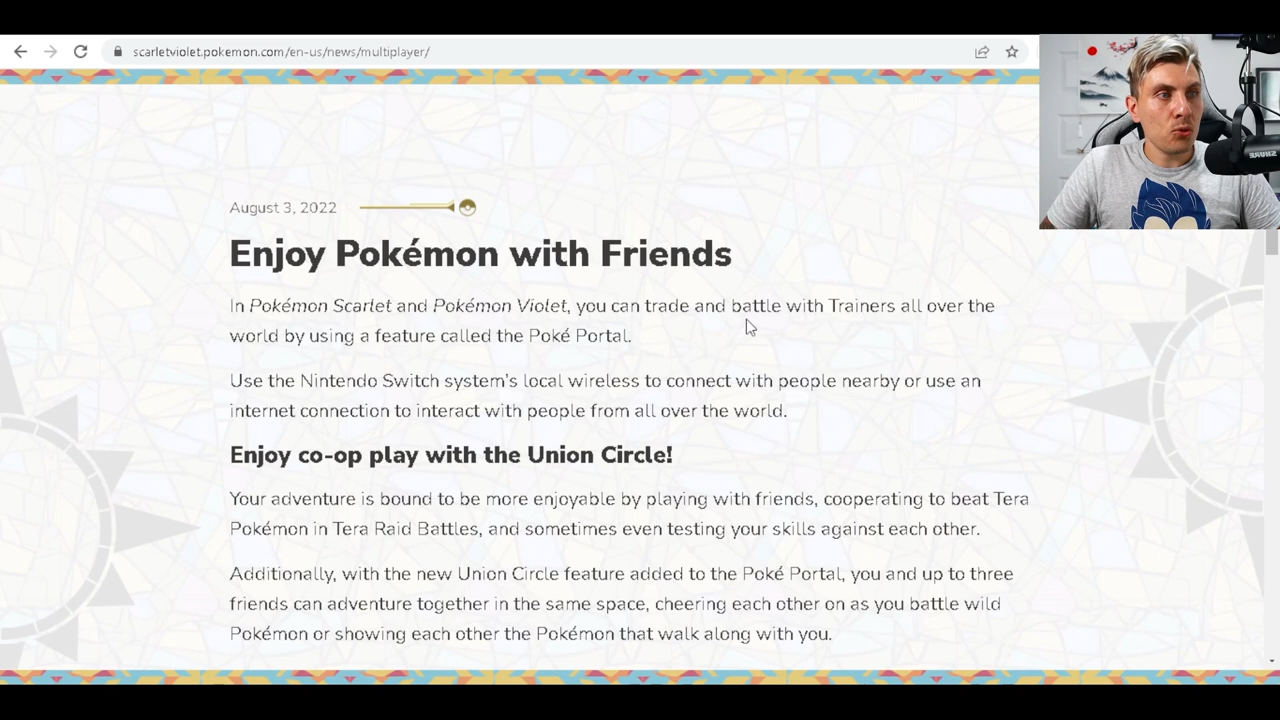 scarletviolet.pokemon.com/en-us/news/multiplayer/
SHURE
August 3, 2022
Enjoy Pokémon with Friends
In Pokémon Scarlet and Pokémon Violet, you can trade and battle with Trainers all over the
world by using a feature called the Poké Portal.
Use the Nintendo Switch system’s local wireless to connect with people nearby or use an
internet connection to interact with people from all over the world.
Enjoy co-op play with the Union Circle!
Your adventure is bound to be more enjoyable by playing with friends, cooperating to beat Tera
Pokémon in Tera Raid Battles, and sometimes even testing your skills against each other.
Additionally, with the new Union Circle feature added to the Poké Portal, you and up to three
friends can adventure together in the same space, cheering each other on as you battle wild
Pokémon or showing each other the Pokémon that walk along with you.